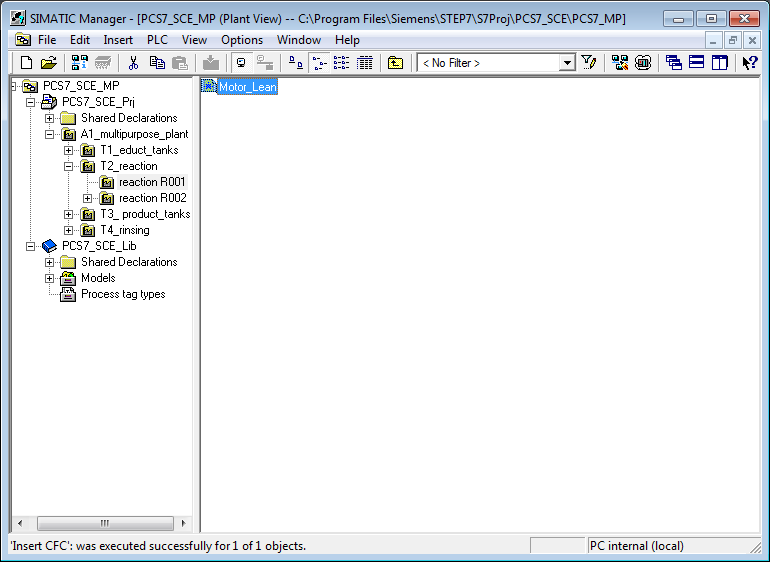 SIMATIC Manager - [PCS7_SCE_MP (Plant View) -- C:\Program Files\Siemens\STEP7\S7Proj\PCS7_SCE\PCS7_MP]
File Edit Insert PLC View Options Window Help
< No Filter >
PCS7_SCE_MP
Motor_Lean
PCS7_SCE_Prj
Shared Declarations
A1_multipurpose_plant
T1_educt_tanks
T2_reaction
reaction R001
reaction R002
T3_ product_tanks
T4_rinsing
PCS7_SCE_Lib
Shared Declarations
Models
Process tag types
'Insert CFC': was executed successfully for 1 of 1 objects. PC internal (local)